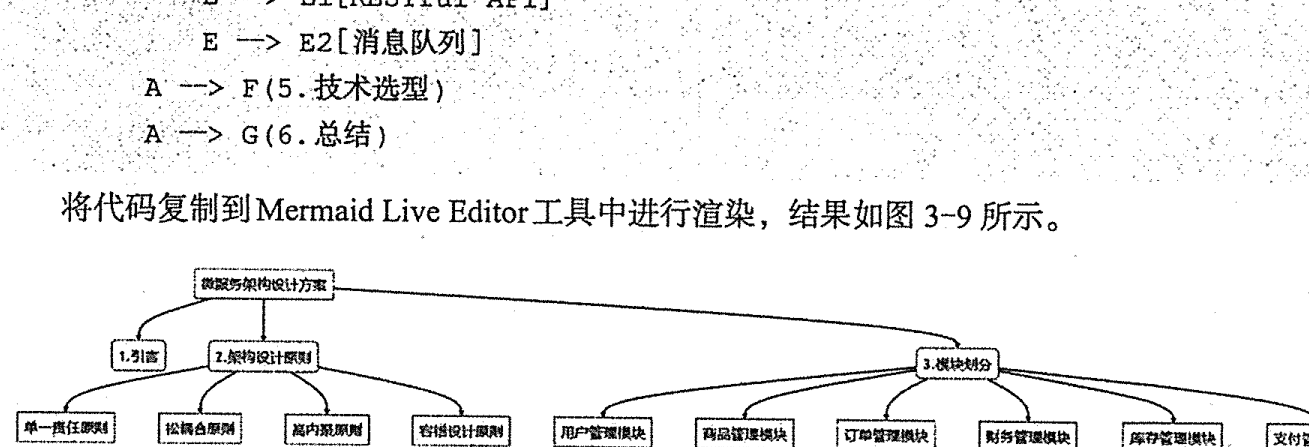 E --> E1[RESTful API]
E --> E2[消息队列]
A --> F(5.技术选型)
A --> G(6.总结)
将代码复制到Mermaid Live Editor工具中进行渲染，结果如图 3-9 所示。
微服务架构设计方案
1.引言 2.架构设计原则 3.模块划分
单一责任原则 松耦合原则 高内聚原则 容错设计原则 用户管理模块 商品管理模块 订单管理模块 财务管理模块 库存管理模块 支付管